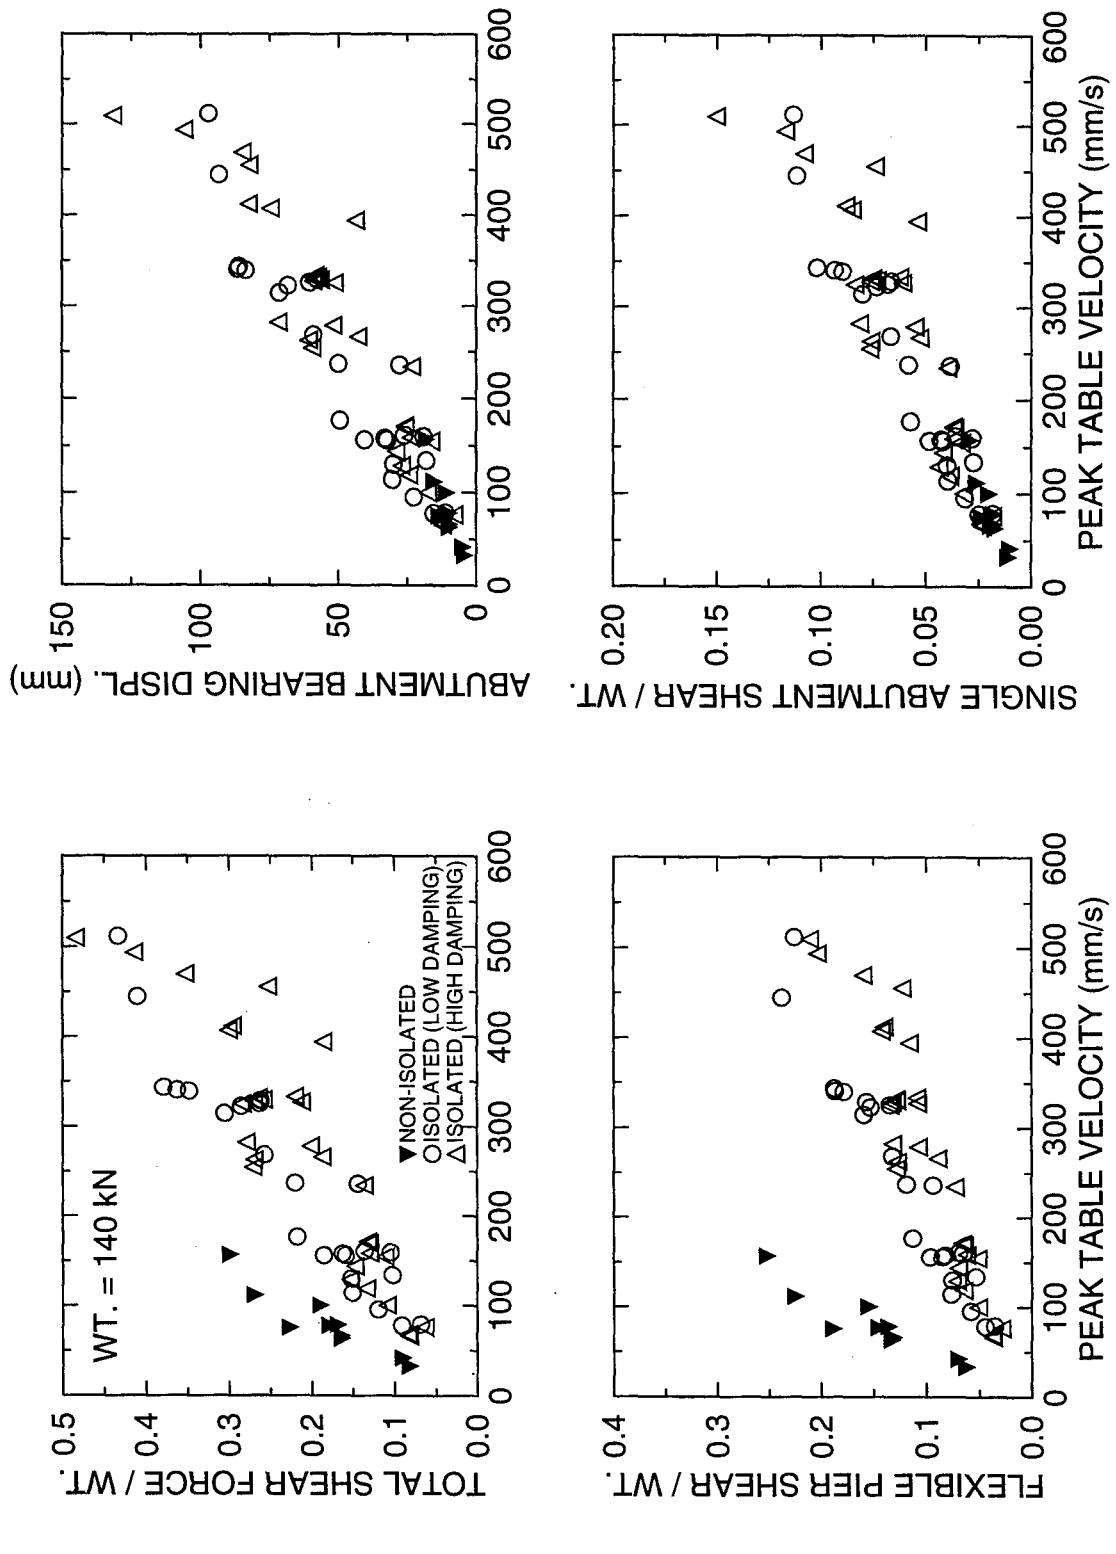 TOTAL SHEAR FORCE / WT.
0.5
0.4
0.3
0.2
0.1
0.0
WT. = 140 kN
▼ NON-ISOLATED
○ ISOLATED (LOW DAMPING)
△ ISOLATED (HIGH DAMPING)
0 100 200 300 400 500 600
ABUTMENT BEARING DISPL. (mm)
150
100
50
0
0 100 200 300 400 500 600
FLEXIBLE PIER SHEAR / WT.
0.4
0.3
0.2
0.1
0.0
0 100 200 300 400 500 600
PEAK TABLE VELOCITY (mm/s)
SINGLE ABUTMENT SHEAR / WT.
0.20
0.15
0.10
0.05
0.00
0 100 200 300 400 500 600
PEAK TABLE VELOCITY (mm/s)